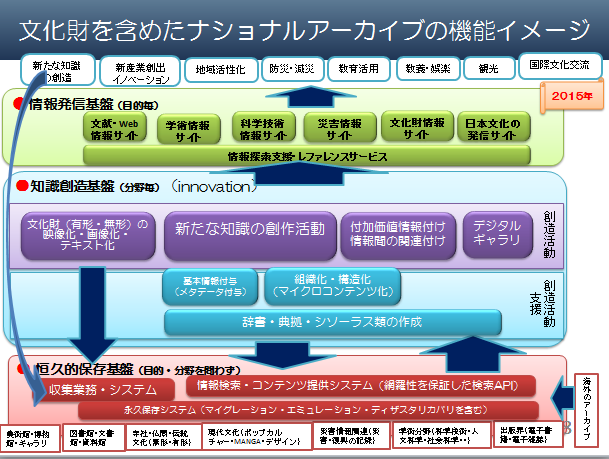 文化財を含めたナショナルアーカイブの機能イメージ
新たな知識
の創造
新産業創出
イノベーション
地域活性化
防災・減災
教育活用
教養・娯楽
観光
国際文化交流
2015年
情報発信基盤（目的毎）
文献・Web
情報サイト
学術情報
サイト
科学技術
情報サイト
災害情報
サイト
文化財情報
サイト
日本文化の
発信サイト
情報探索支援・レファレンスサービス
知識創造基盤（分野毎）（innovation）
文化財（有形・無形）の
映像化・画像化・
テキスト化
新たな知識の創作活動
付加価値情報付け
情報間の関連付け
デジタル
ギャラリ
創造活動
基本情報付与
（メタデータ付与）
組織化・構造化
（マイクロコンテンツ化）
辞書・典拠・シソーラス類の作成
創造活動
支援
恒久的保存基盤（目的・分野を問わず）
収集業務・システム
情報検索・コンテンツ提供システム（網羅性を保証した検索API）
永久保存システム（マイグレーション・エミュレーション・ディザスタリカバリを含む）
海外のアーカイブ
美術館・博物
館・ギャラリ
図書館・文書
館・資料館
寺社・仏閣・伝統
文化（無形・有形）
現代文化{ポップカル
チャー・MANGA・デザイン}
災害情報関連{災
害・復興の記録}
学術分野{科学技術・人
文科学・社会科学・・}
出版界{電子書
籍・電子雑誌}